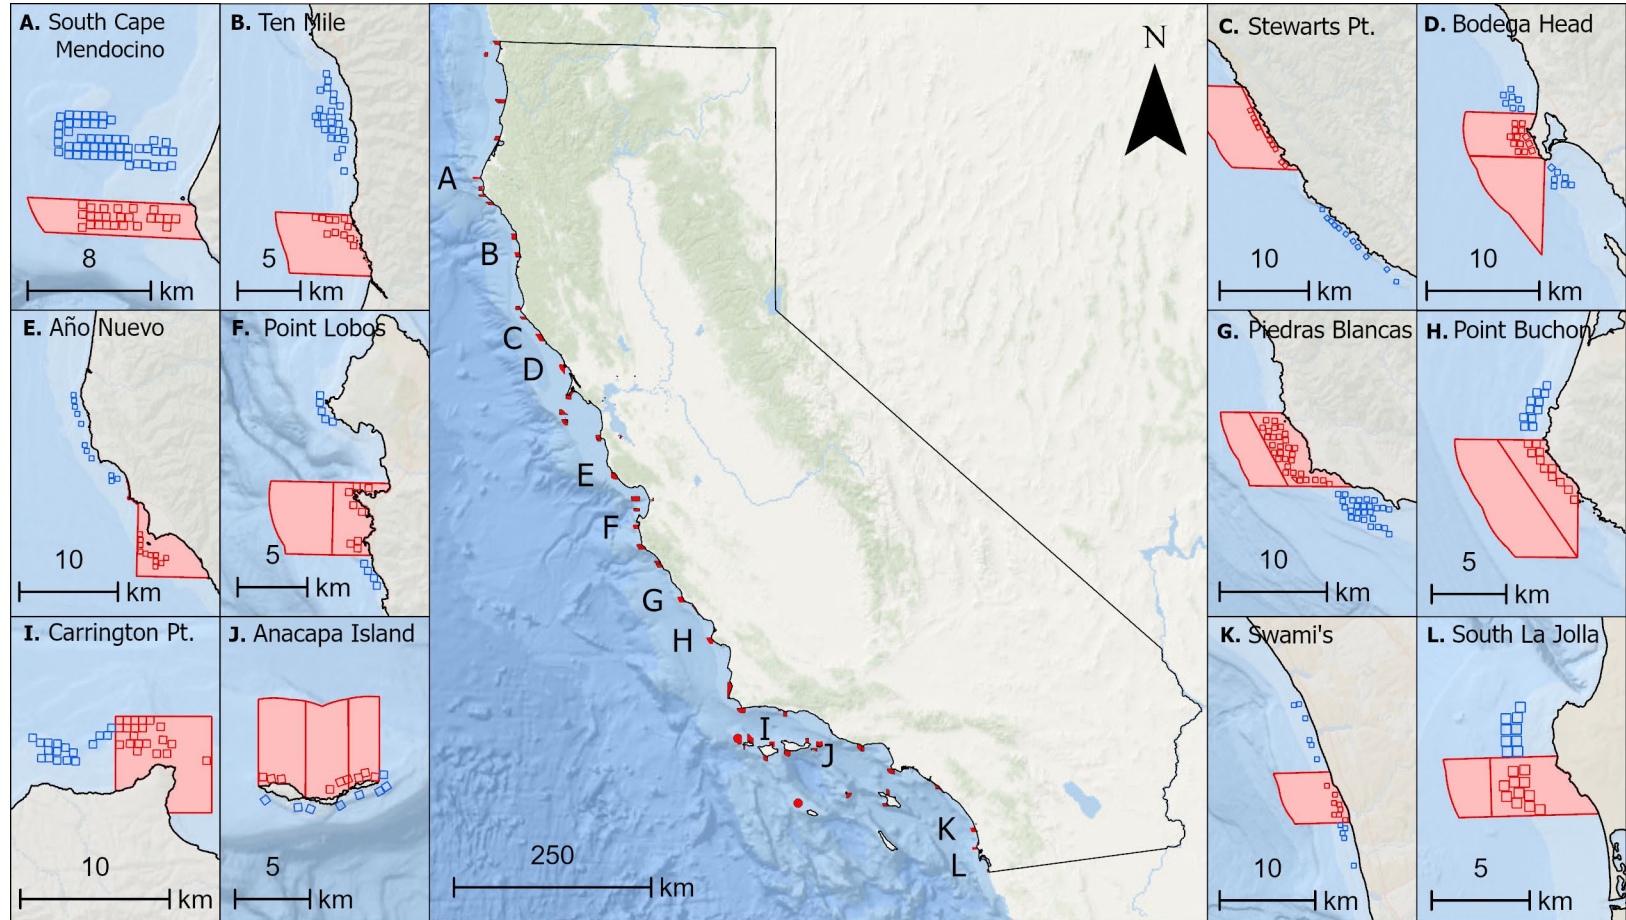 A. South Cape
Mendocino
8
km
B. Ten Mile
5
km
C. Stewarts Pt.
10
km
D. Bodega Head
10
km
E. Año Nuevo
10
km
F. Point Lobos
5
km
G. Piedras Blancas
10
km
H. Point Buchon
5
km
I. Carrington Pt.
10
km
J. Anacapa Island
5
km
K. Swami's
10
km
L. South La Jolla
5
km
N
A
B
C
D
E
F
G
H
I
J
K
L
250
km